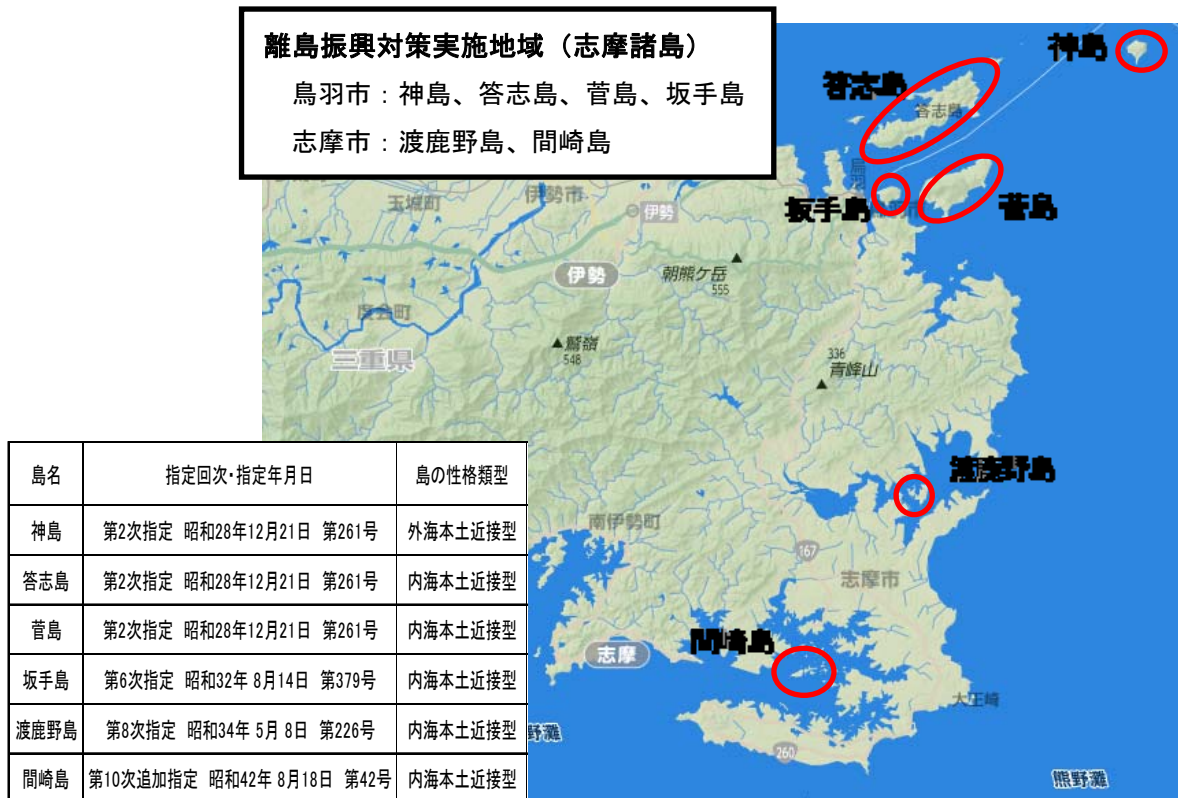 離島振興対策実施地域（志摩諸島）
鳥羽市：神島、答志島、菅島、坂手島
志摩市：渡鹿野島、間崎島
神島
答志島
答志島
坂手島
菅島
玉城町
伊勢市
伊勢
伊勢
朝熊ケ岳
555
度会町
三重県
鷲嶺
548
336
青峰山
渡鹿野島
南伊勢町
167
志摩市
間崎島
志摩
大王崎
野灘
260
熊野灘
島名 指定回次・指定年月日 島の性格類型
神島 第2次指定 昭和28年12月21日 第261号 外海本土近接型
答志島 第2次指定 昭和28年12月21日 第261号 内海本土近接型
菅島 第2次指定 昭和28年12月21日 第261号 内海本土近接型
坂手島 第6次指定 昭和32年 8月14日 第379号 内海本土近接型
渡鹿野島 第8次指定 昭和34年 5月 8日 第226号 内海本土近接型
間崎島 第10次追加指定 昭和42年 8月18日 第42号 内海本土近接型